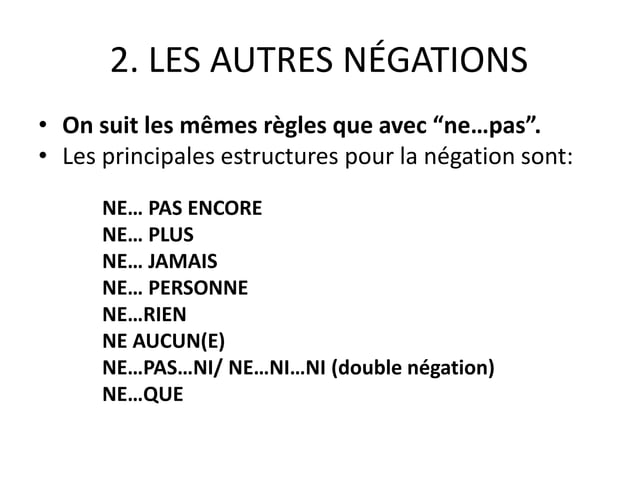 2. LES AUTRES NÉGATIONS
• On suit les mêmes règles que avec “ne…pas”.
• Les principales estructures pour la négation sont:
NE… PAS ENCORE
NE… PLUS
NE… JAMAIS
NE… PERSONNE
NE…RIEN
NE AUCUN(E)
NE…PAS…NI/ NE…NI…NI (double négation)
NE…QUE